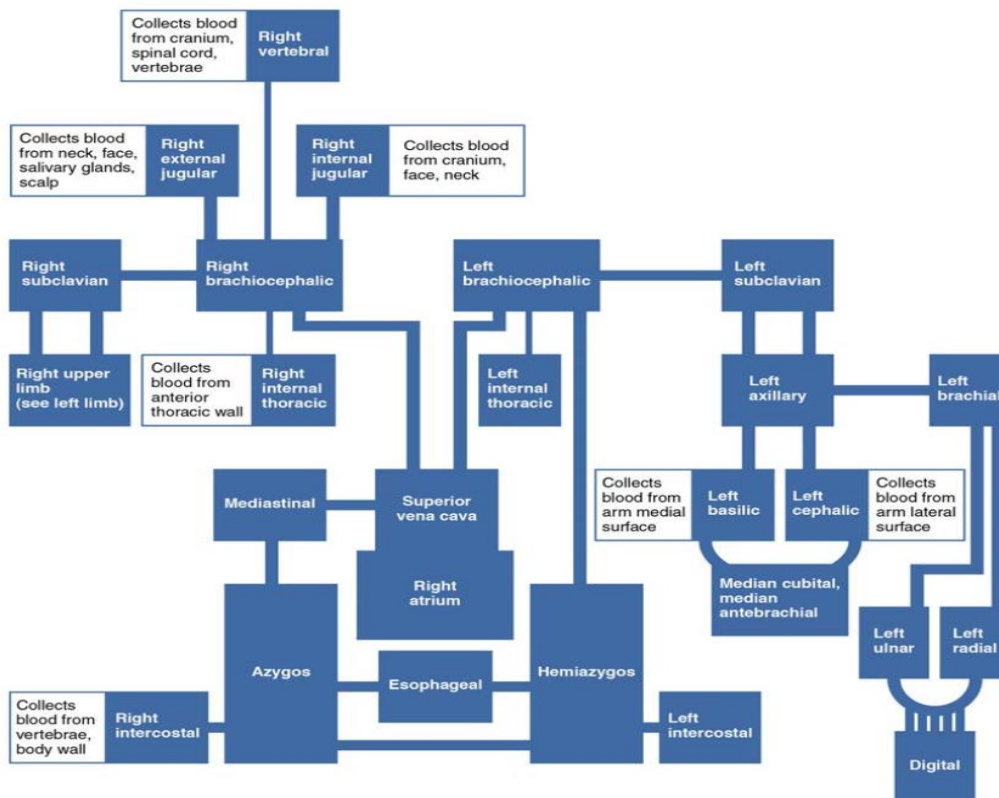 Collects blood
from cranium,
spinal cord,
vertebrae
Right
vertebral
Collects blood
from neck, face,
salivary glands,
scalp
Right
external
jugular
Right
internal
jugular
Collects blood
from cranium,
face, neck
Right
subclavian
Right
brachiocephalic
Left
brachiocephalic
Left
subclavian
Right upper
limb
(see left limb)
Collects
blood from
anterior
thoracic wall
Right
internal
thoracic
Left
internal
thoracic
Left
axillary
Left
brachial
Mediastinal
Superior
vena cava
Collects
blood from
arm medial
surface
Left
basilic
Left
cephalic
Collects
blood from
arm lateral
surface
Right
atrium
Median cubital,
median
antebrachial
Left
ulnar
Left
radial
Azygos
Esophageal
Hemiazygos
Collects
blood from
vertebrae,
body wall
Right
intercostal
Left
intercostal
Digital